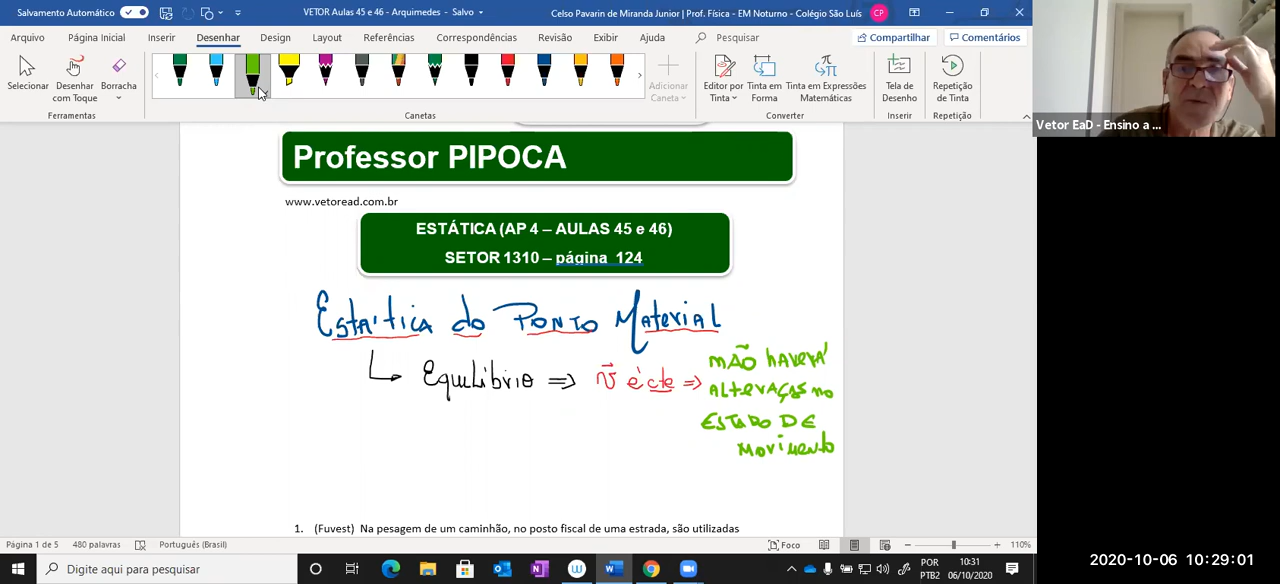 Salvamento Automático
VETOR Aulas 45 e 46 - Arquimedes - Salvo
Celso Pavarin de Miranda Junior | Prof. Física - EM Noturno - Colégio São Luís
CP
Arquivo Página Inicial Inserir Desenhar Design Layout Referências Correspondências Revisão Exibir Ajuda Pesquisar Compartilhar Comentários
Selecionar
Desenhar com Toque
Borracha
Adicionar Caneta
Editor por Tinta
Tinta em Forma
Tinta em Expressões Matemáticas
Tela de Desenho
Repetição de Tinta
Ferramentas Canetas Converter Inserir Repetição
Vetor EaD - Ensino a ...
Professor PIPOCA
www.vetoread.com.br
ESTÁTICA (AP 4 – AULAS 45 e 46)
SETOR 1310 – página 124
Estática do Ponto Material
↳ Equilíbrio ⇒ v⃗ é cte ⇒ NÃO haverá
alteração no
ESTADO DE
movimento
1. (Fuvest) Na pesagem de um caminhão, no posto fiscal de uma estrada, são utilizadas
Página 1 de 5 480 palavras Português (Brasil) Foco 110%
Digite aqui para pesquisar
POR
PTB2
10:31
06/10/2020
2020-10-06 10:29:01